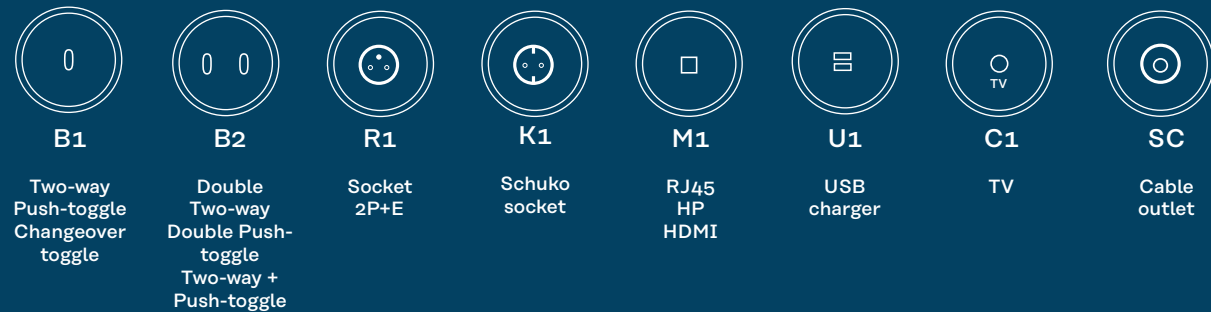 TV
B1
B2
R1
K1
M1
U1
C1
SC
Two-way
Push-toggle
Changeover
toggle
Double
Two-way
Double Push-
toggle
Two-way +
Push-toggle
Socket
2P+E
Schuko
socket
RJ45
HP
HDMI
USB
charger
TV
Cable
outlet